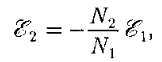 ℰ₂ = −N₂/N₁ ℰ₁,